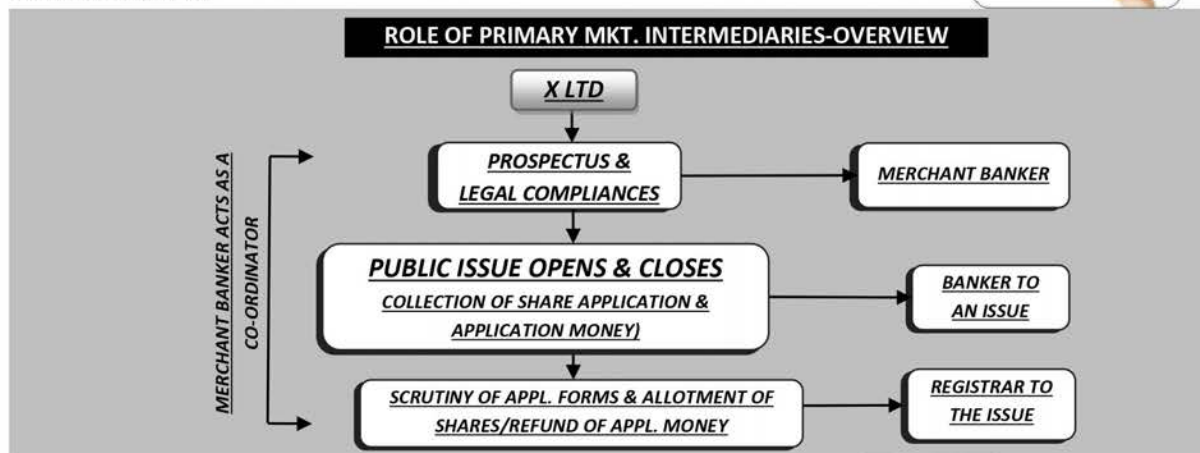 ROLE OF PRIMARY MKT. INTERMEDIARIES-OVERVIEW
X LTD
PROSPECTUS &
LEGAL COMPLIANCES
MERCHANT BANKER
MERCHANT BANKER ACTS AS A
CO-ORDINATOR
PUBLIC ISSUE OPENS & CLOSES
COLLECTION OF SHARE APPLICATION &
APPLICATION MONEY)
BANKER TO
AN ISSUE
SCRUTINY OF APPL. FORMS & ALLOTMENT OF
SHARES/REFUND OF APPL. MONEY
REGISTRAR TO
THE ISSUE